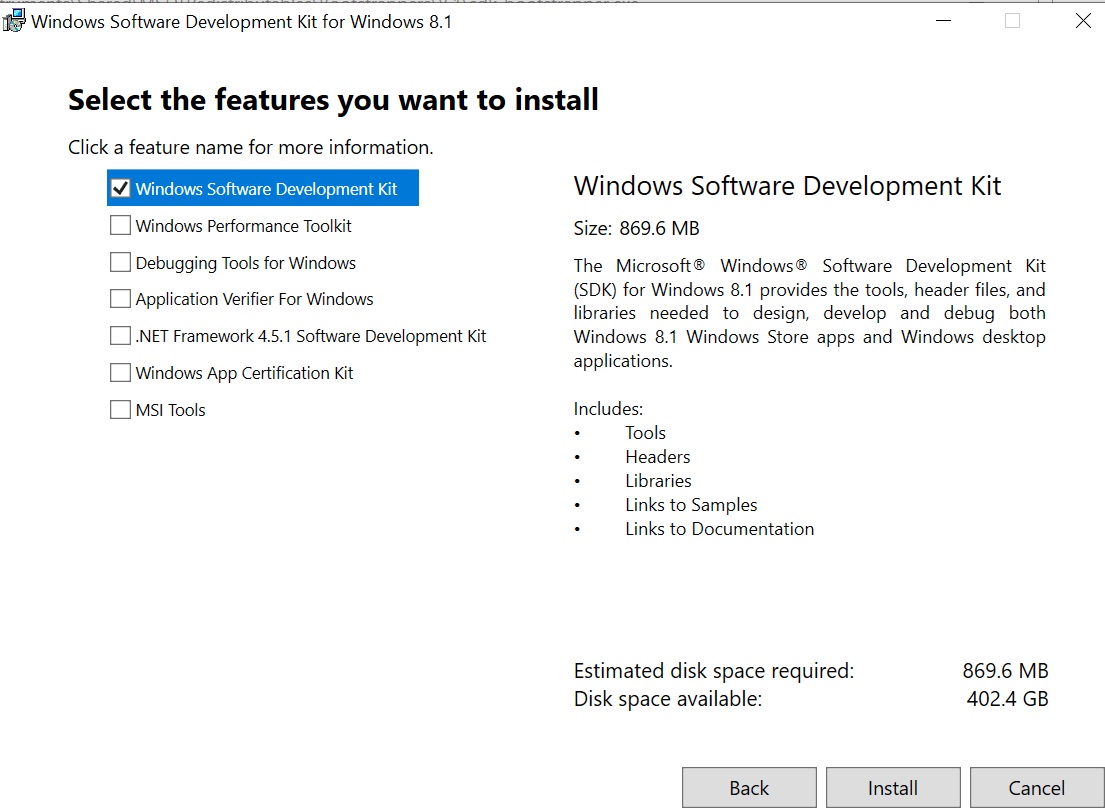 Windows Software Development Kit for Windows 8.1
Select the features you want to install
Click a feature name for more information.
Windows Software Development Kit
Windows Performance Toolkit
Debugging Tools for Windows
Application Verifier For Windows
.NET Framework 4.5.1 Software Development Kit
Windows App Certification Kit
MSI Tools
Windows Software Development Kit
Size: 869.6 MB
The Microsoft® Windows® Software Development Kit
(SDK) for Windows 8.1 provides the tools, header files, and
libraries needed to design, develop and debug both
Windows 8.1 Windows Store apps and Windows desktop
applications.
Includes:
• Tools
• Headers
• Libraries
• Links to Samples
• Links to Documentation
Estimated disk space required: 869.6 MB
Disk space available: 402.4 GB
Back Install Cancel